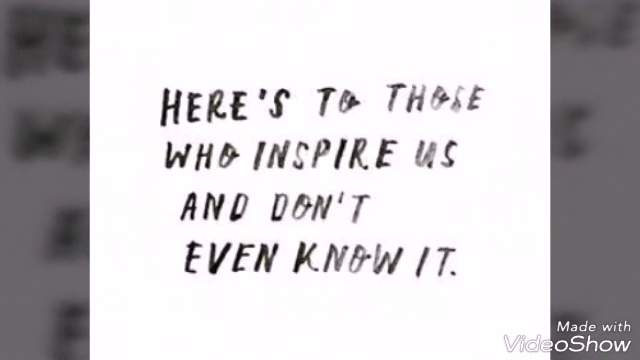 HERE'S TO THOSE
WHO INSPIRE US
AND DON'T
EVEN KNOW IT.
Made with
VideoShow